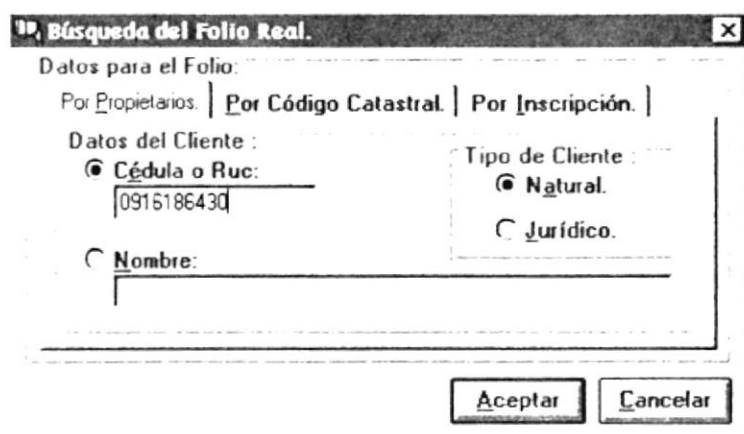 Búsqueda del Folio Real.
Datos para el Folio:
Por Propietarios. Por Código Catastral. Por Inscripción.
Datos del Cliente :
Tipo de Cliente :
Cédula o Ruc:
Natural.
0916186430
Jurídico.
Nombre:
Aceptar Cancelar